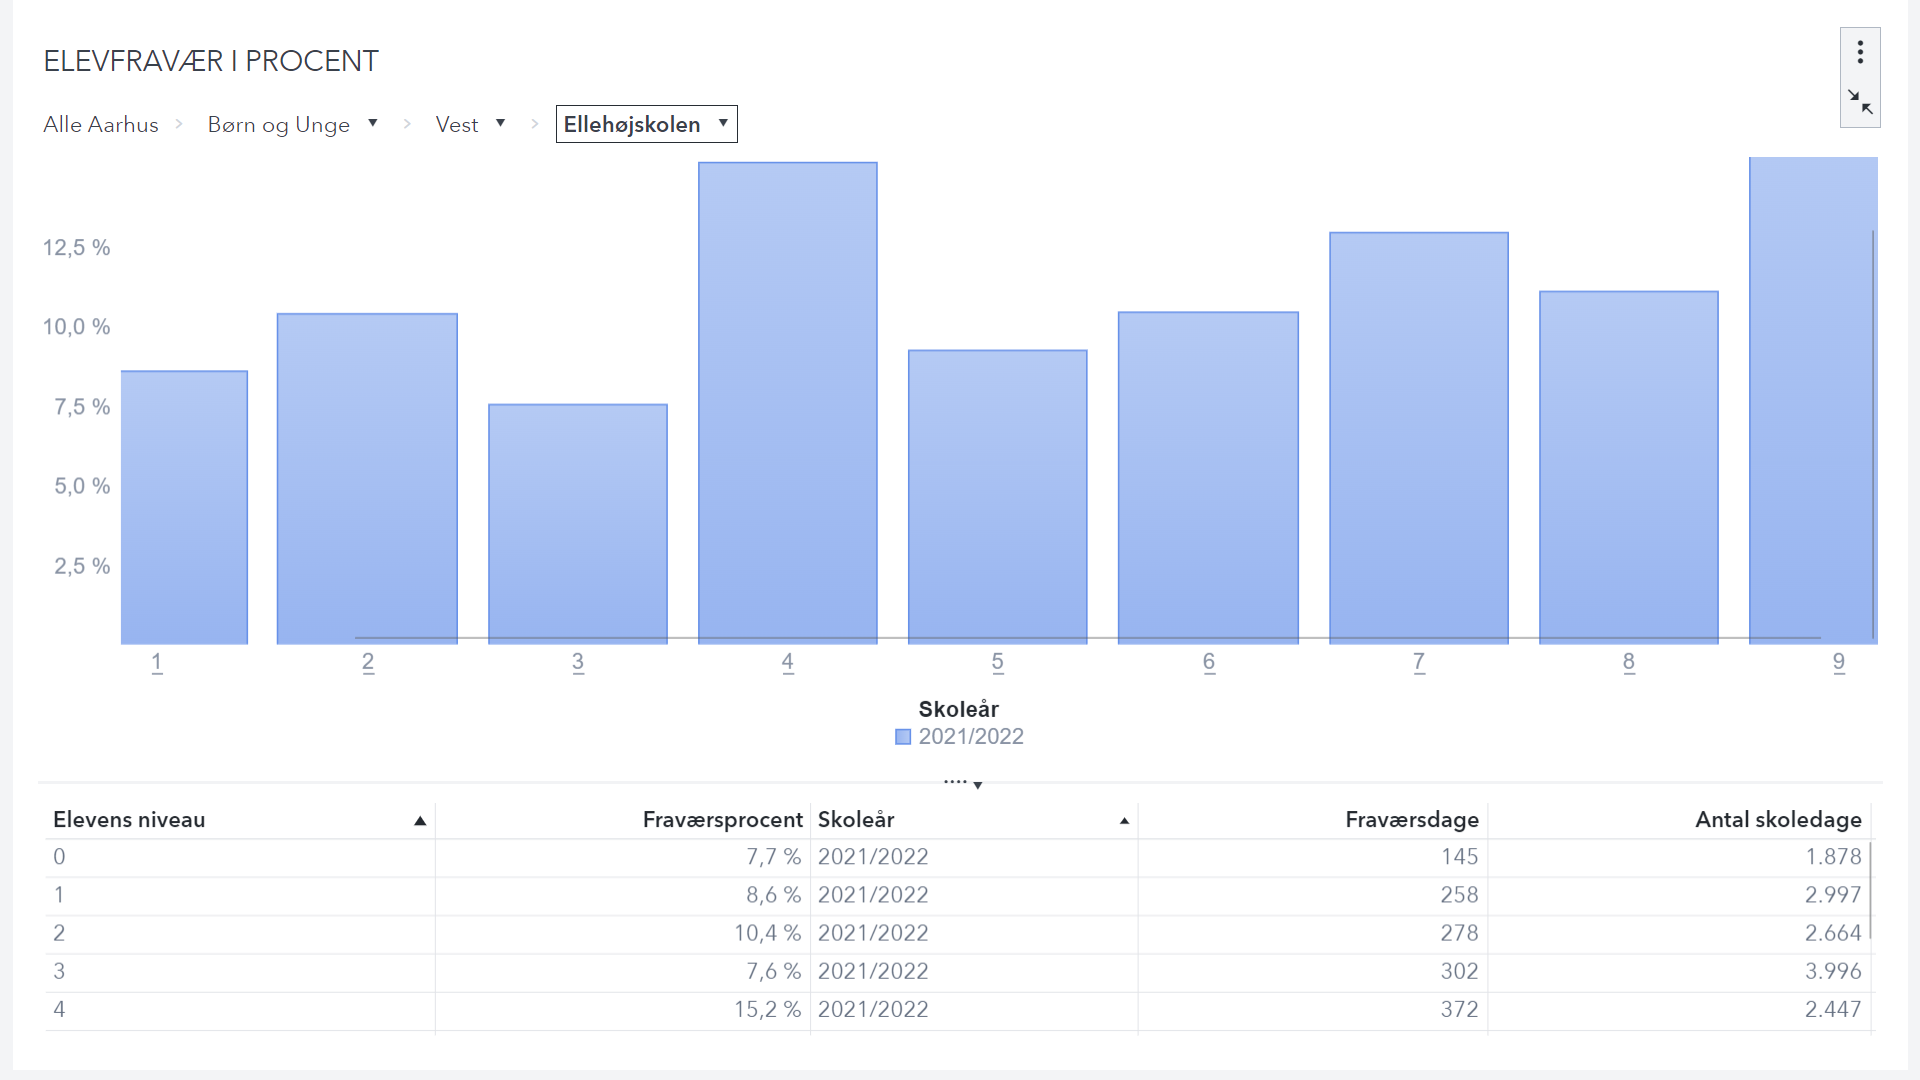 ELEVFRAVÆR I PROCENT
Alle Aarhus > Børn og Unge ▼ > Vest ▼ > Ellehøjskolen ▼
12,5 %
10,0 %
7,5 %
5,0 %
2,5 %
1 2 3 4 5 6 7 8 9
Skoleår
2021/2022
Elevens niveau ▲ Fraværsprocent Skoleår ▲ Fraværsdage Antal skoledage
0 7,7 % 2021/2022 145 1.878
1 8,6 % 2021/2022 258 2.997
2 10,4 % 2021/2022 278 2.664
3 7,6 % 2021/2022 302 3.996
4 15,2 % 2021/2022 372 2.447